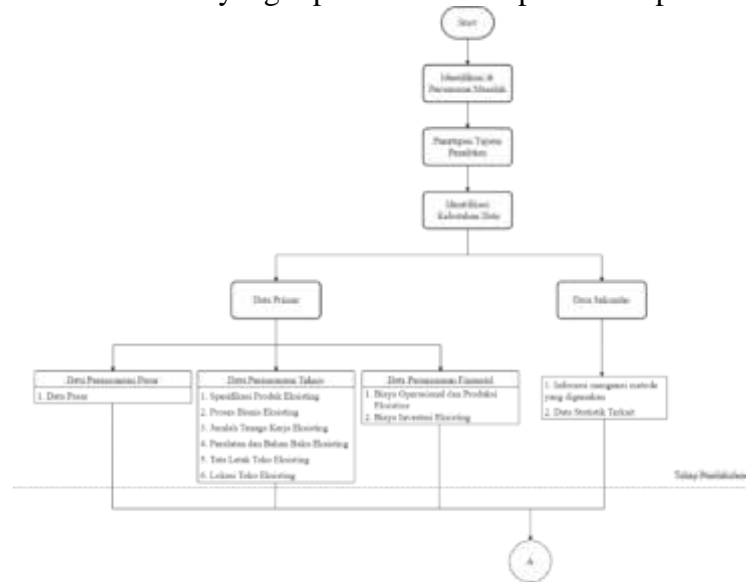 Start
Identifikasi &
Perumusan Masalah
Penetapan Tujuan
Penelitian
Identifikasi
Kebutuhan Data
Data Primer
Data Sekunder
Data Perencanaan Pasar
1. Data Pasar
Data Perencanaan Teknis
1. Spesifikasi Produk Eksisting
2. Proses Bisnis Eksisting
3. Jumlah Tenaga Kerja Eksisting
4. Peralatan dan Bahan Baku Eksisting
5. Tata Letak Toko Eksisting
6. Lokasi Toko Eksisting
Data Perencanaan Finansial
1. Biaya Operasional dan Produksi
Eksisting
2. Biaya Investasi Eksisting
1. Informasi mengenai metode
yang digunakan
2. Data Statistik Terkait
Tahap Pendahuluan
A